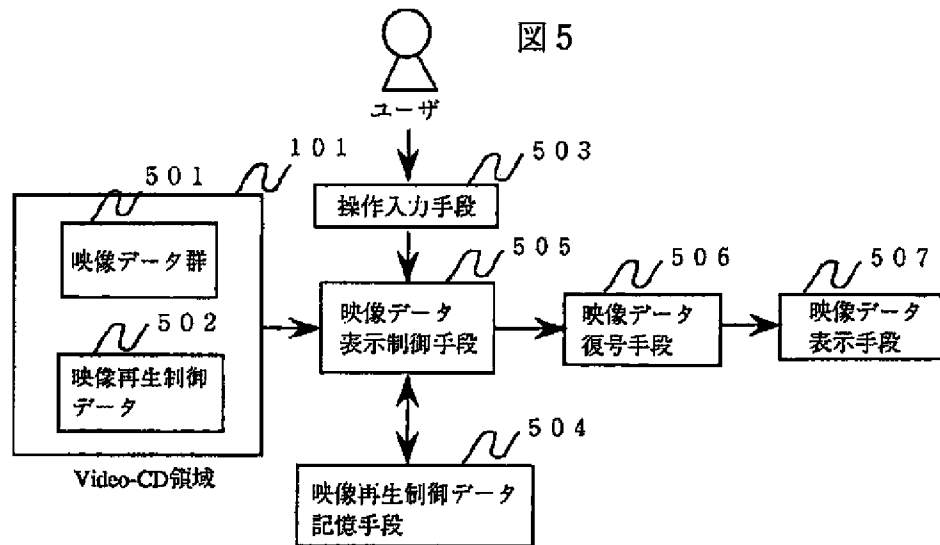 図5
ユーザ
101
501
503
操作入力手段
映像データ群
505
506
507
502
映像データ
表示制御手段
映像データ
復号手段
映像データ
表示手段
映像再生制御
データ
504
Video-CD領域
映像再生制御データ
記憶手段